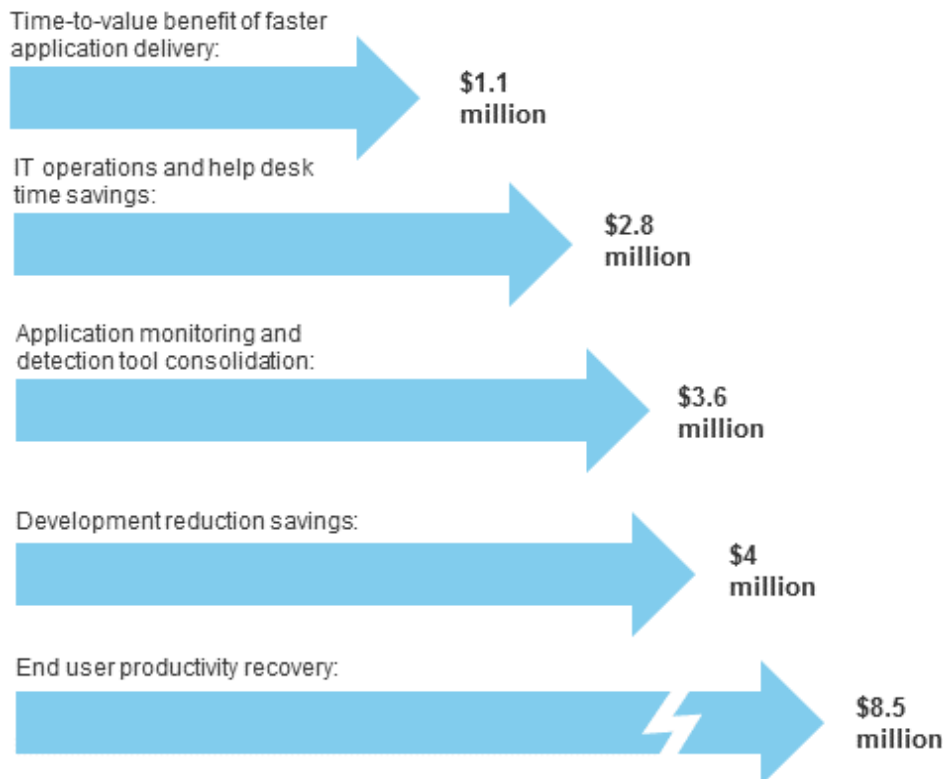 Time-to-value benefit of faster
application delivery:
$1.1
million
IT operations and help desk
time savings:
$2.8
million
Application monitoring and
detection tool consolidation:
$3.6
million
Development reduction savings:
$4
million
End user productivity recovery:
$8.5
million